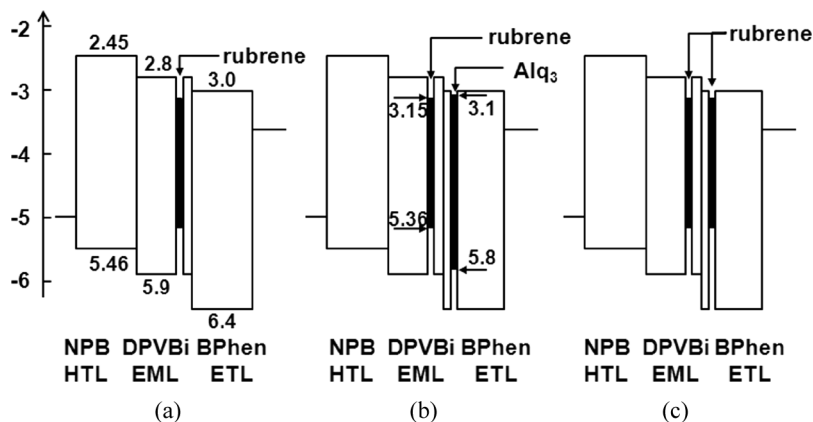 -2
-3
-4
-5
-6
2.45
2.8
rubrene
3.0
5.46
5.9
6.4
NPB DPVBi BPhen
HTL EML ETL
(a)
rubrene
Alq3
3.15
3.1
5.36
5.8
NPB DPVBi BPhen
HTL EML ETL
(b)
rubrene
NPB DPVBi BPhen
HTL EML ETL
(c)